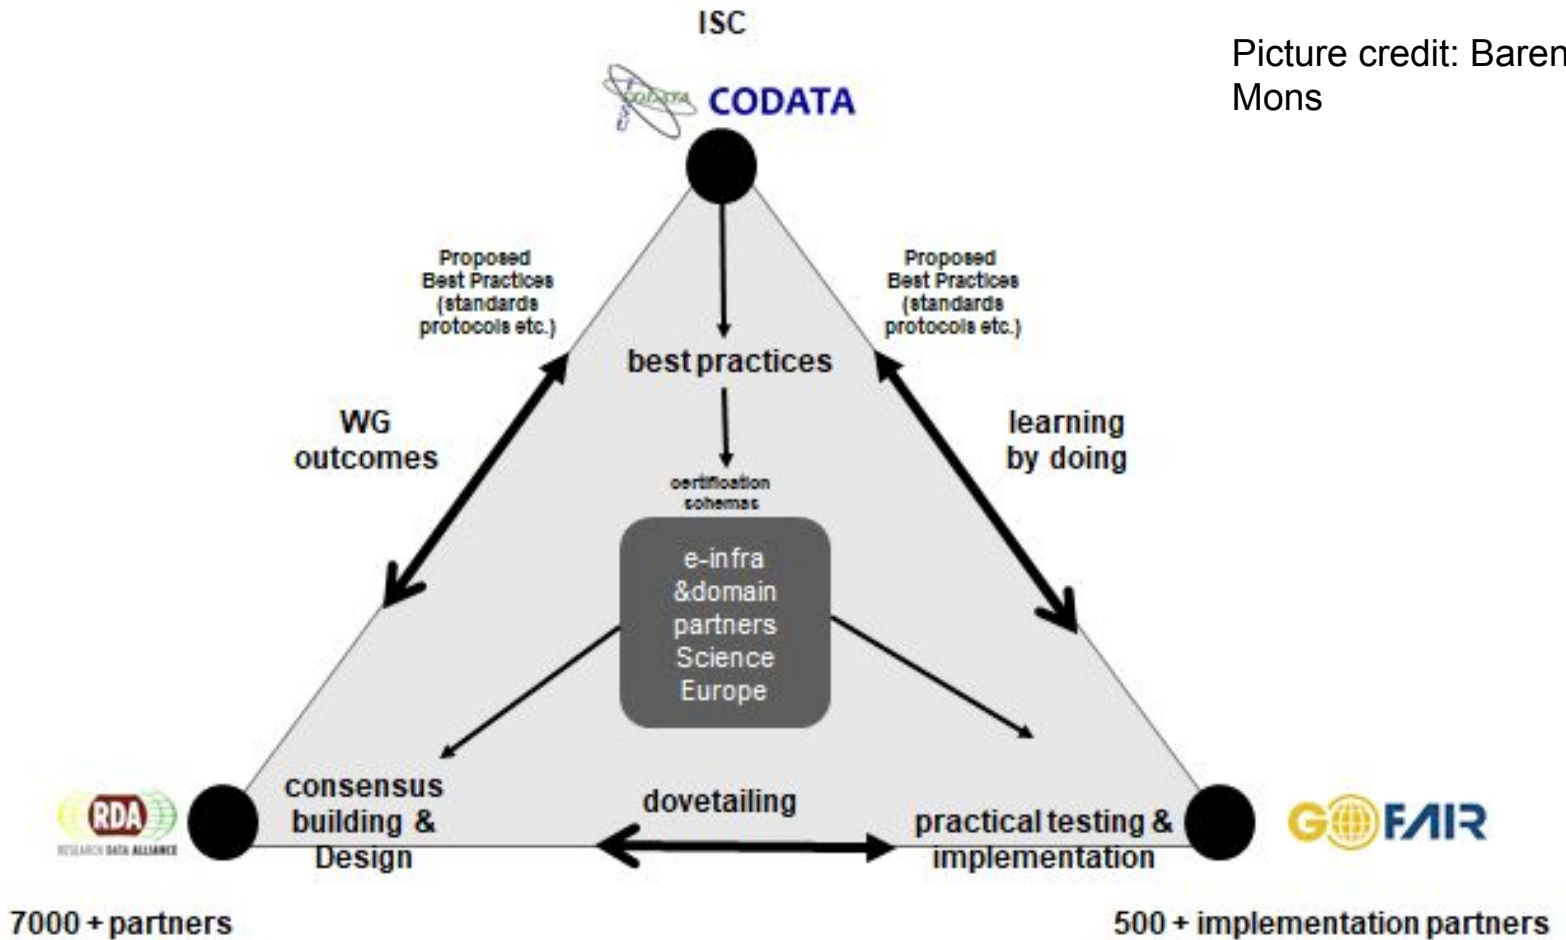 ISC
Picture credit: Baren
Mons
CODATA
CODATA
Proposed
Best Practices
(standards
protocols etc.)
Proposed
Best Practices
(standards
protocols etc.)
best practices
WG
outcomes
learning
by doing
certification
schemas
e-infra
&domain
partners
Science
Europe
consensus
building &
Design
dovetailing
practical testing &
implementation
RDA
RESEARCH DATA ALLIANCE
GO FAIR
7000 + partners
500 + implementation partners